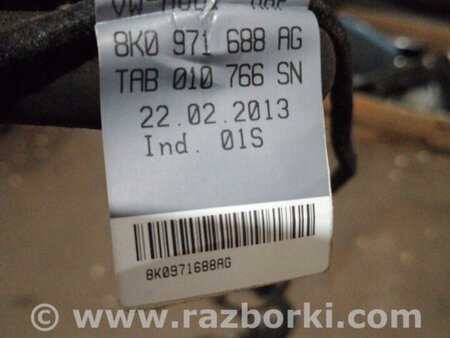 8K0 971 688 AG
TAB 010 766 SN
22.02.2013
Ind. 01S
8K0971688AG
© www.razborki.com